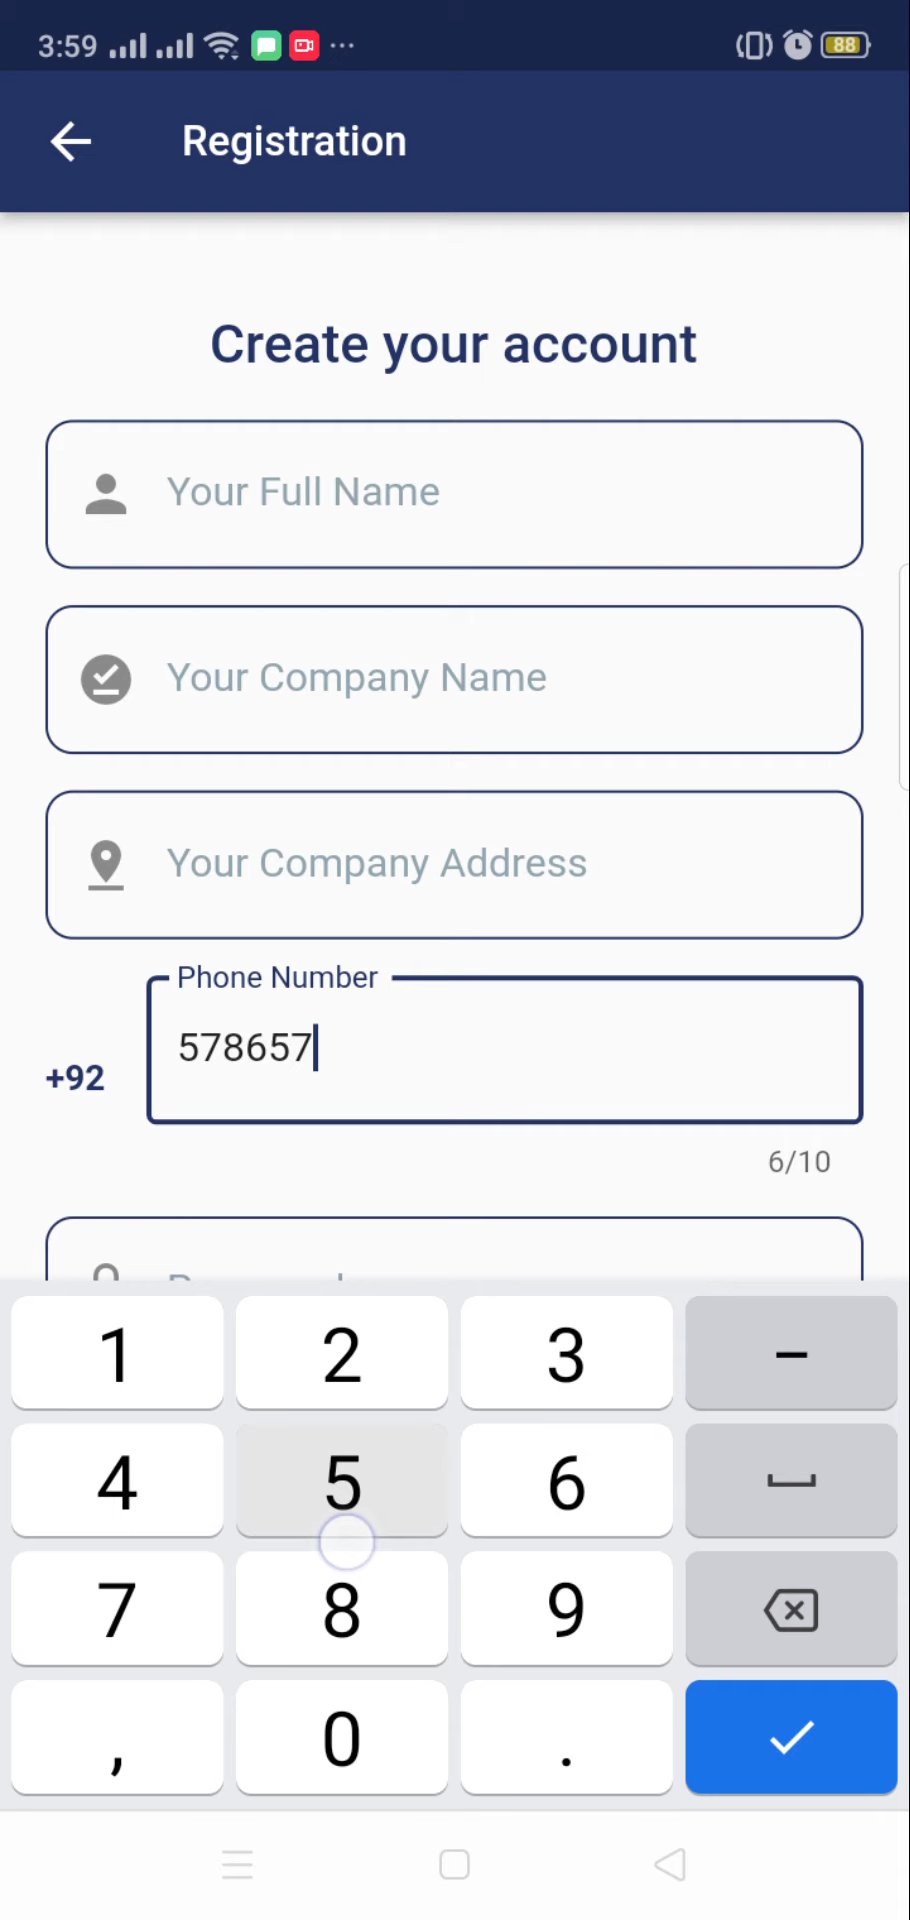 3:59 88
Registration
Create your account
Your Full Name
Your Company Name
Your Company Address
Phone Number
578657
+92
6/10
1 2 3 –
4 5 6
7 8 9
, 0 .